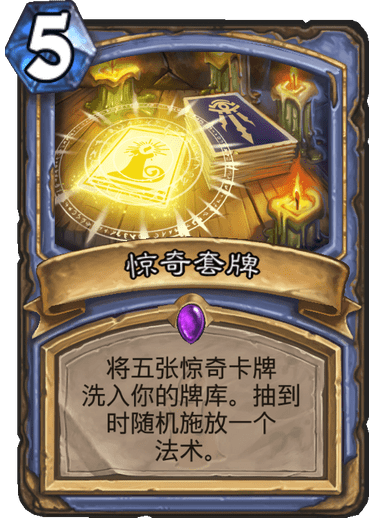 5
惊奇套牌
将五张惊奇卡牌
洗入你的牌库。抽到
时随机施放一个
法术。